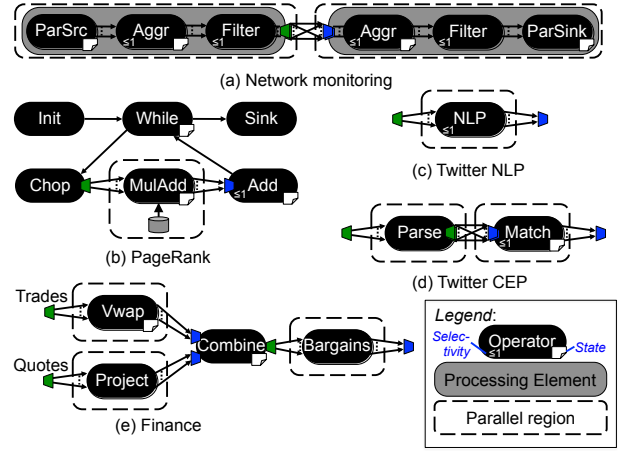 ParSrc Aggr Filter Aggr Filter ParSink
≤1 ≤1 ≤1 ≤1
(a) Network monitoring
Init While Sink
Chop MulAdd Add
≤1
(b) PageRank
NLP
≤1
(c) Twitter NLP
Parse Match
≤1
(d) Twitter CEP
Trades
Vwap
Quotes
Project
Combine Bargains
(e) Finance
Legend:
Selec-
tivity
Operator
≤1
State
Processing Element
Parallel region